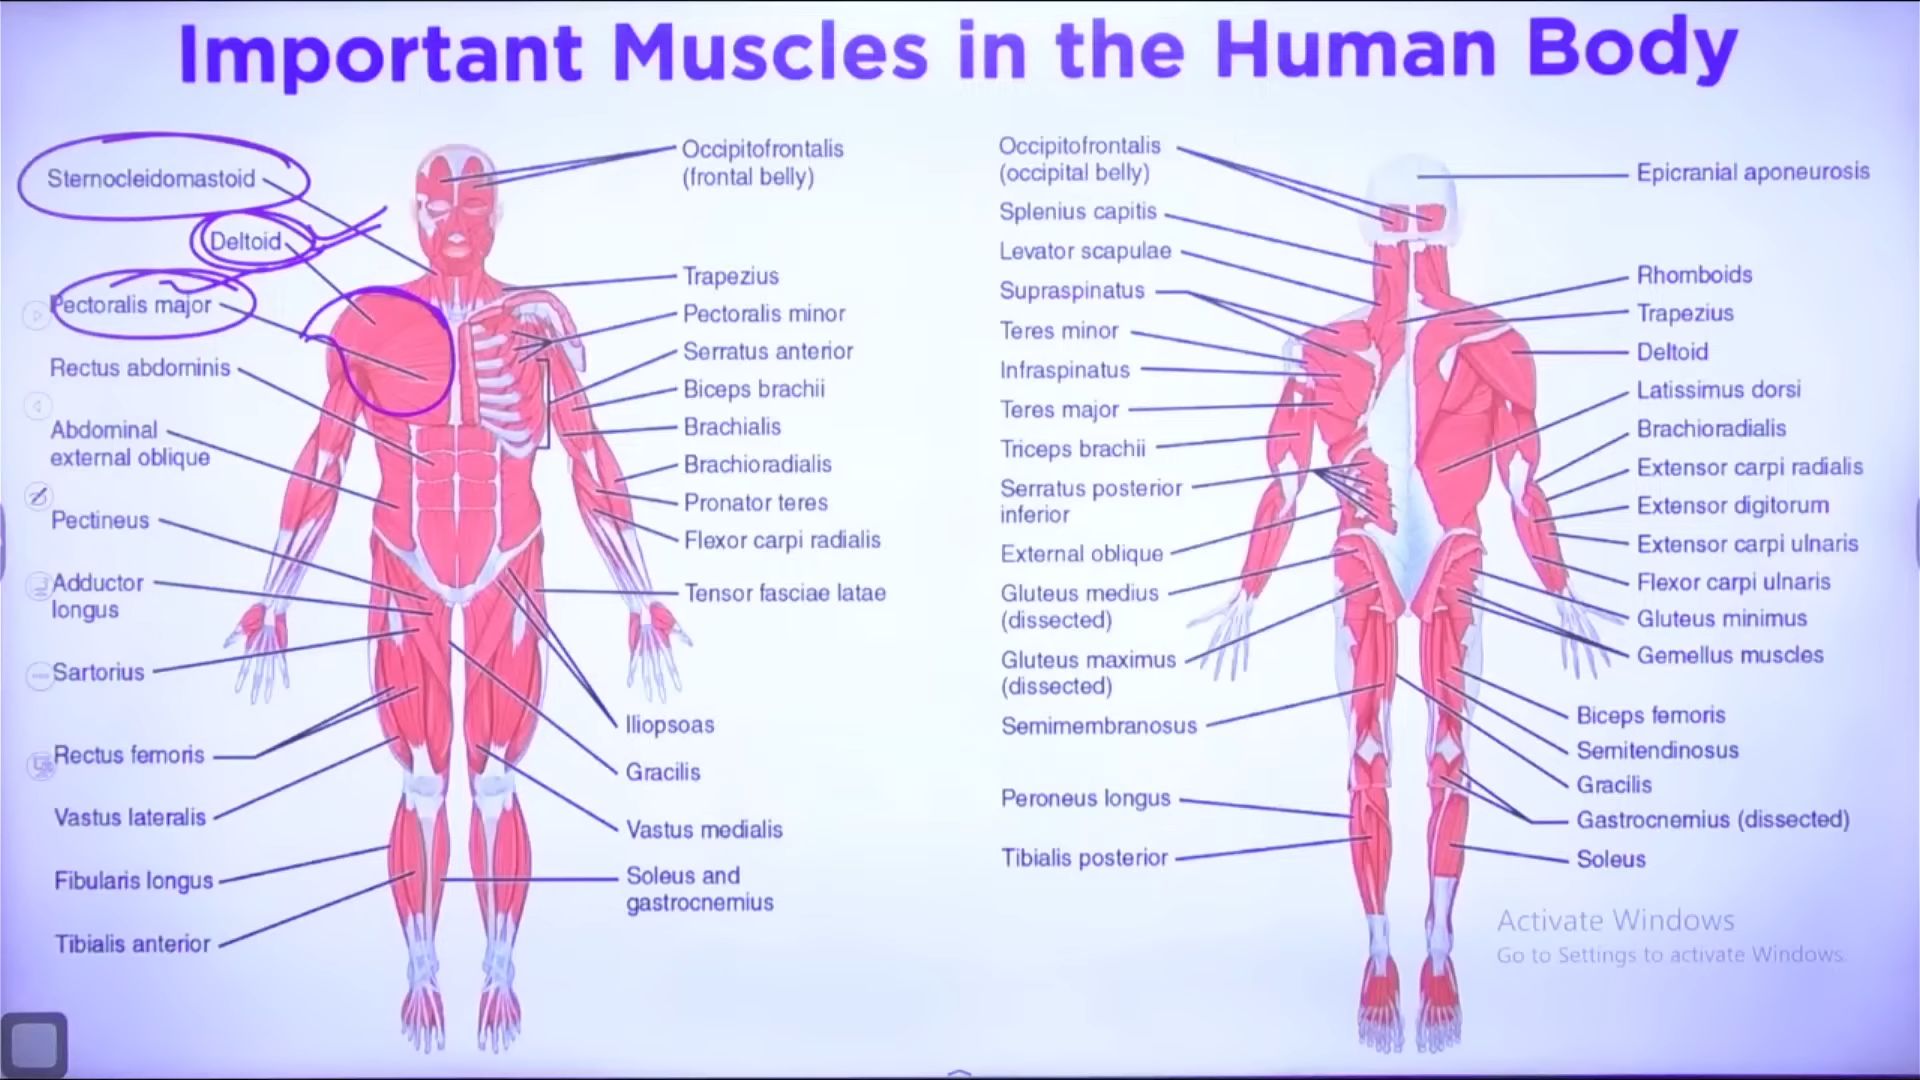 Important Muscles in the Human Body
Sternocleidomastoid
Deltoid
Pectoralis major
Rectus abdominis
Abdominal
external oblique
Pectineus
Adductor
longus
Sartorius
Rectus femoris
Vastus lateralis
Fibularis longus
Tibialis anterior
Occipitofrontalis
(frontal belly)
Trapezius
Pectoralis minor
Serratus anterior
Biceps brachii
Brachialis
Brachioradialis
Pronator teres
Flexor carpi radialis
Tensor fasciae latae
Iliopsoas
Gracilis
Vastus medialis
Soleus and
gastrocnemius
Occipitofrontalis
(occipital belly)
Splenius capitis
Levator scapulae
Supraspinatus
Teres minor
Infraspinatus
Teres major
Triceps brachii
Serratus posterior
inferior
External oblique
Gluteus medius
(dissected)
Gluteus maximus
(dissected)
Semimembranosus
Peroneus longus
Tibialis posterior
Epicranial aponeurosis
Rhomboids
Trapezius
Deltoid
Latissimus dorsi
Brachioradialis
Extensor carpi radialis
Extensor digitorum
Extensor carpi ulnaris
Flexor carpi ulnaris
Gluteus minimus
Gemellus muscles
Biceps femoris
Semitendinosus
Gracilis
Gastrocnemius (dissected)
Soleus
Activate Windows
Go to Settings to activate Windows.